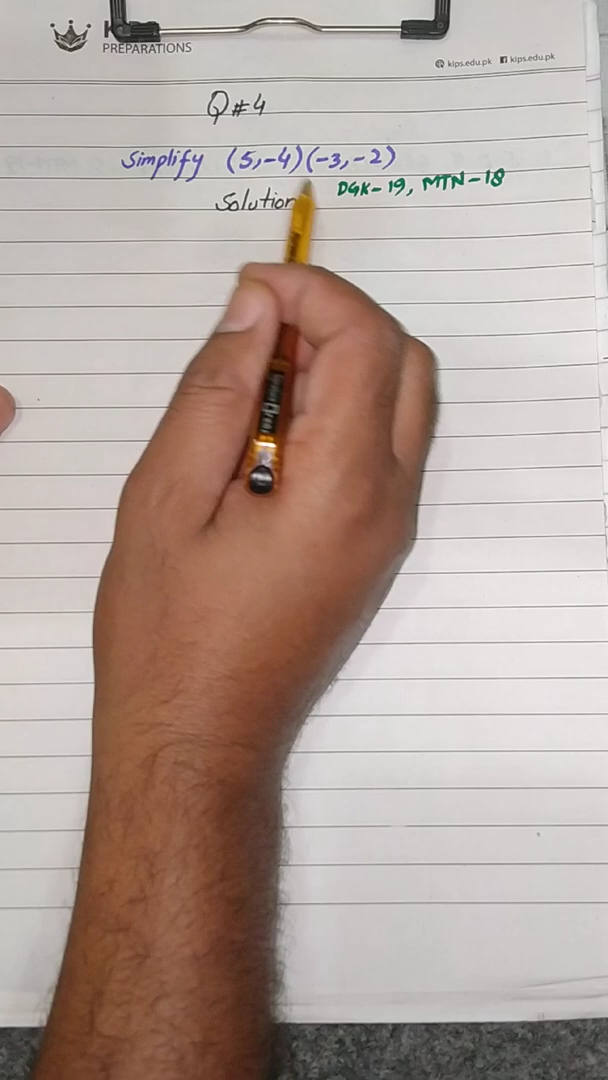 PREPARATIONS
kips.edu.pk kips.edu.pk
Q#4
Simplify (5,-4)(-3,-2)
DGK-19, MTN-18
Solution